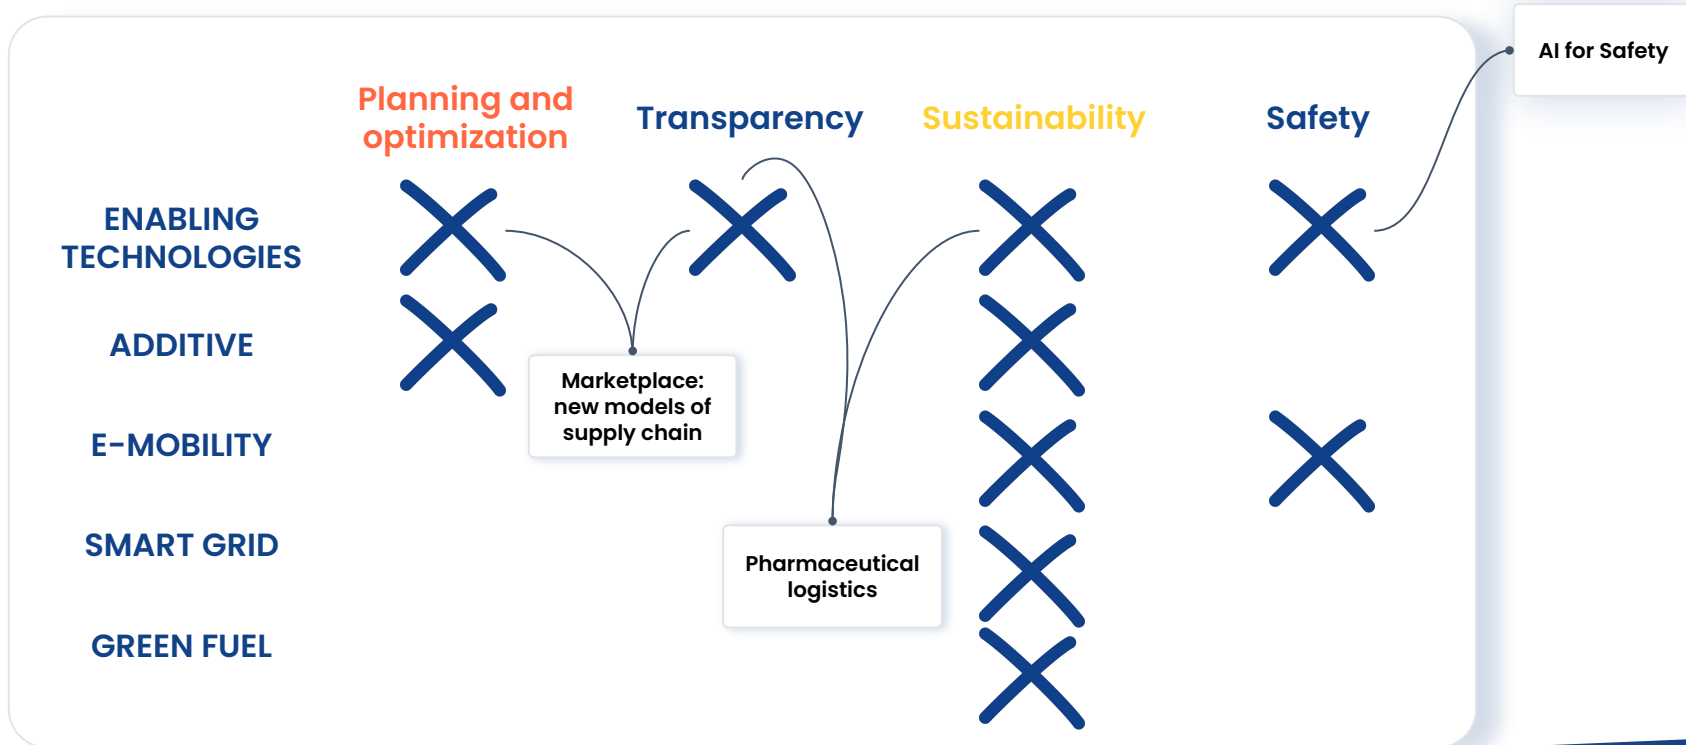 AI for Safety
Planning and
optimization
Transparency
Sustainability
Safety
ENABLING
TECHNOLOGIES
ADDITIVE
Marketplace:
new models of
supply chain
E-MOBILITY
SMART GRID
Pharmaceutical
logistics
GREEN FUEL